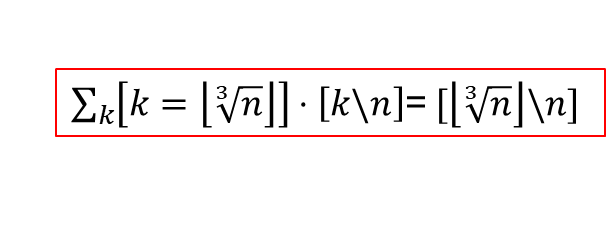 ∑ₖ[k = ⌊∛n⌋] · [k\n]= [⌊∛n⌋\n]